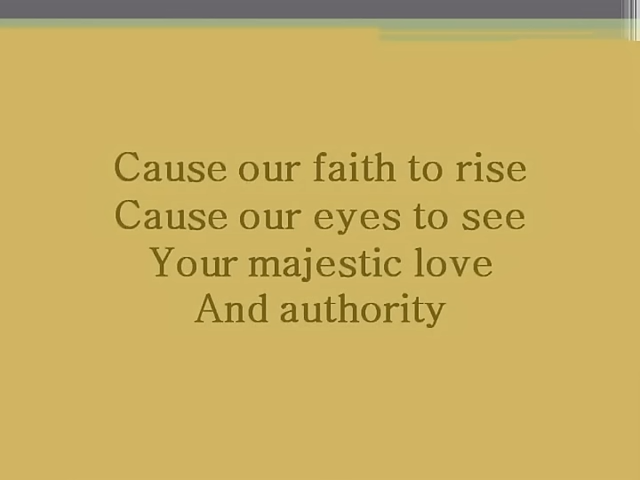 Cause our faith to rise
Cause our eyes to see
Your majestic love
And authority